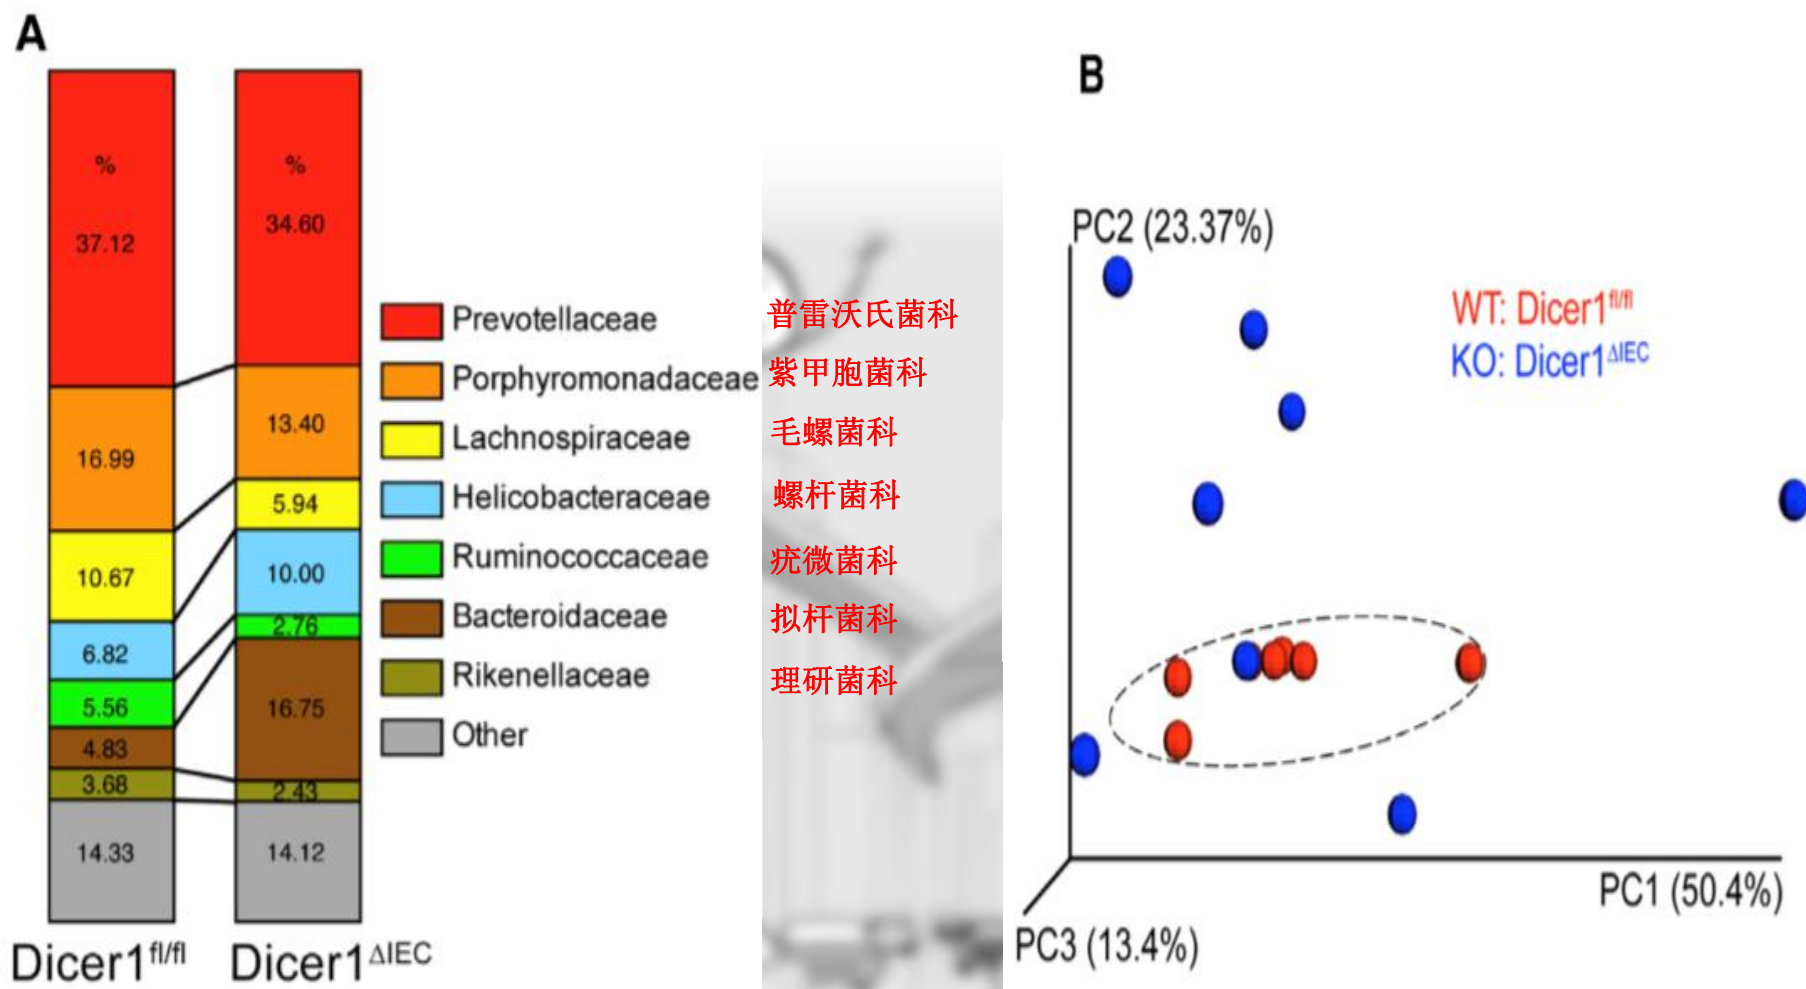 A
%
37.12
16.99
10.67
6.82
5.56
4.83
3.68
14.33
Dicer1fl/fl
%
34.60
13.40
5.94
10.00
2.76
16.75
2.43
14.12
Dicer1ΔIEC
Prevotellaceae 普雷沃氏菌科
Porphyromonadaceae 紫甲胞菌科
Lachnospiraceae 毛螺菌科
Helicobacteraceae 螺杆菌科
Ruminococcaceae 疣微菌科
Bacteroidaceae 拟杆菌科
Rikenellaceae 理研菌科
Other
B
PC2 (23.37%)
WT: Dicer1fl/fl
KO: Dicer1ΔIEC
PC1 (50.4%)
PC3 (13.4%)